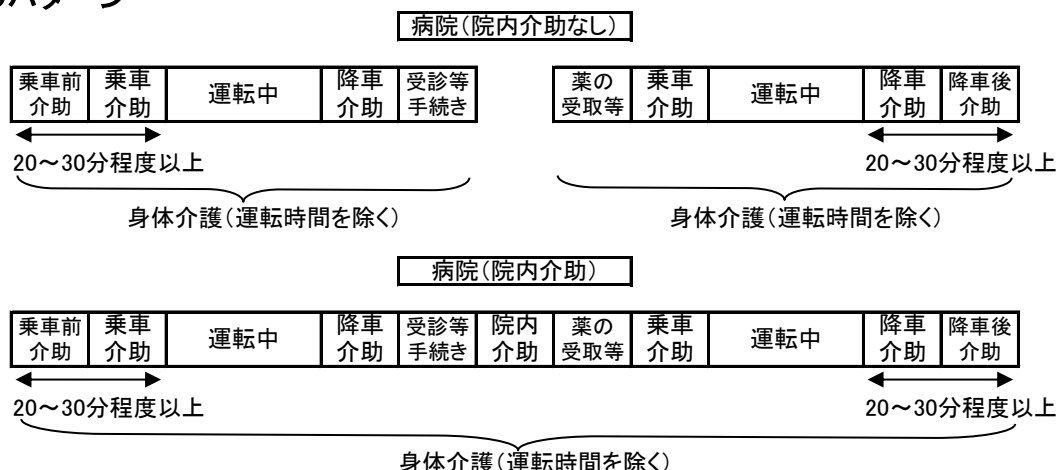 病院（院内介助なし）
乗車前 乗車 運転中 降車 受診等 薬の 乗車 運転中 降車 降車後
介助 介助 介助 手続き 受取等 介助 介助 介助
20～30分程度以上 20～30分程度以上
身体介護（運転時間を除く） 身体介護（運転時間を除く）
病院（院内介助）
乗車前 乗車 運転中 降車 受診等 院内 薬の 乗車 運転中 降車 降車後
介助 介助 介助 手続き 介助 受取等 介助 介助 介助
20～30分程度以上 20～30分程度以上
身体介護（運転時間を除く）